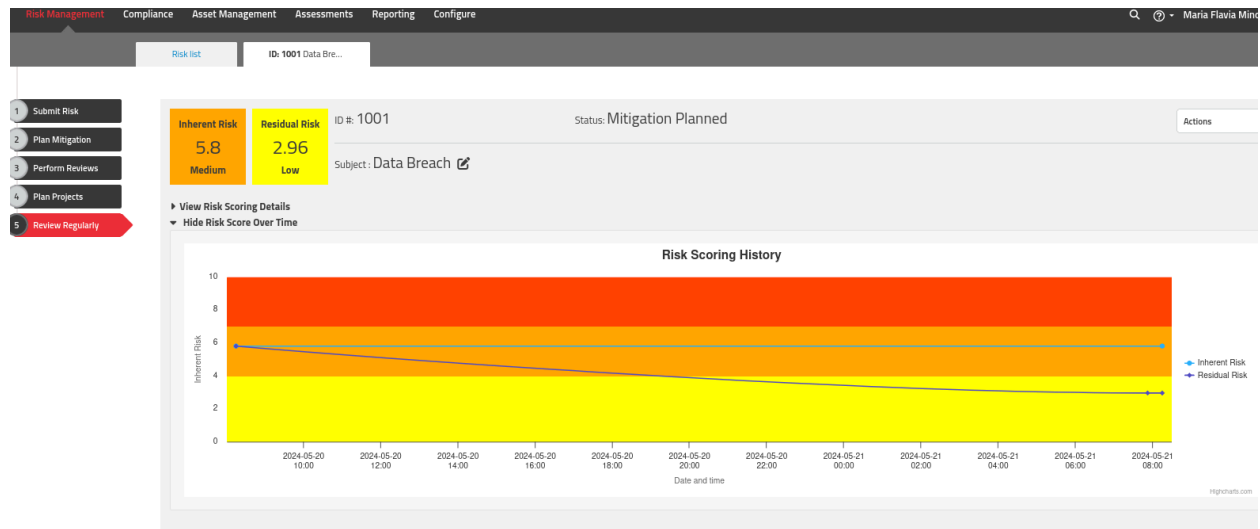 Risk Management Compliance Asset Management Assessments Reporting Configure Maria Flavia
Risk list ID: 1001 Data Bre...
1 Submit Risk
2 Plan Mitigation
3 Perform Reviews
4 Plan Projects
5 Review Regularly
Inherent Risk
5.8
Medium
Residual Risk
2.96
Low
ID #: 1001
Status: Mitigation Planned
Actions
Subject : Data Breach
View Risk Scoring Details
Hide Risk Score Over Time
Risk Scoring History
10
8
6
4
2
0
Inherent Risk
2024-05-20 10:00
2024-05-20 12:00
2024-05-20 14:00
2024-05-20 16:00
2024-05-20 18:00
2024-05-20 20:00
2024-05-20 22:00
2024-05-21 00:00
2024-05-21 02:00
2024-05-21 04:00
2024-05-21 06:00
2024-05-21 08:00
Date and time
Inherent Risk
Residual Risk
Highcharts.com